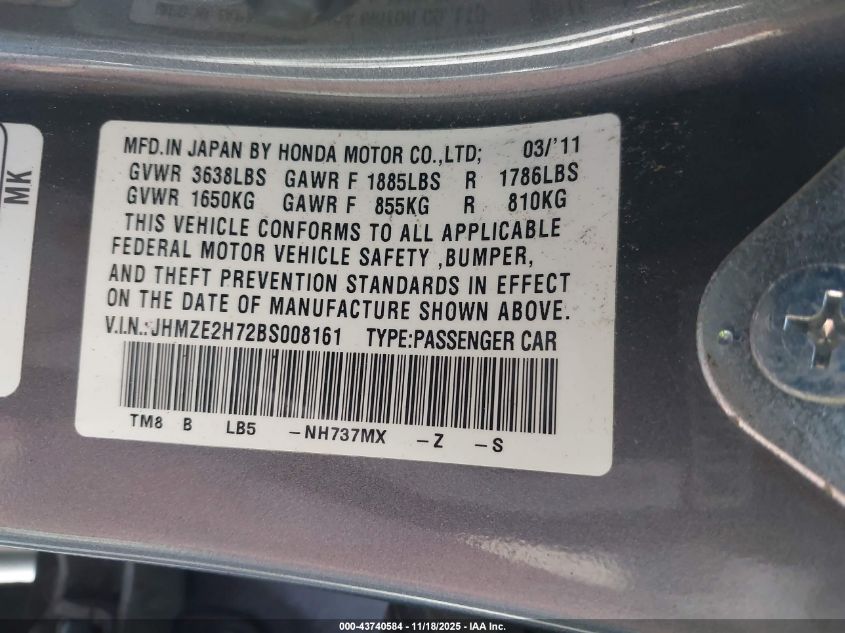 MFD.IN JAPAN BY HONDA MOTOR CO.,LTD; 03/'11
GVWR 3638LBS GAWR F 1885LBS R 1786LBS
GVWR 1650KG GAWR F 855KG R 810KG
THIS VEHICLE CONFORMS TO ALL APPLICABLE
FEDERAL MOTOR VEHICLE SAFETY ,BUMPER,
AND THEFT PREVENTION STANDARDS IN EFFECT
ON THE DATE OF MANUFACTURE SHOWN ABOVE.
V.I.N.:JHMZE2H72BS008161 TYPE:PASSENGER CAR
TM8 B LB5 -NH737MX -Z -S
MK
000-43740584 - 11/18/2025 - IAA Inc.